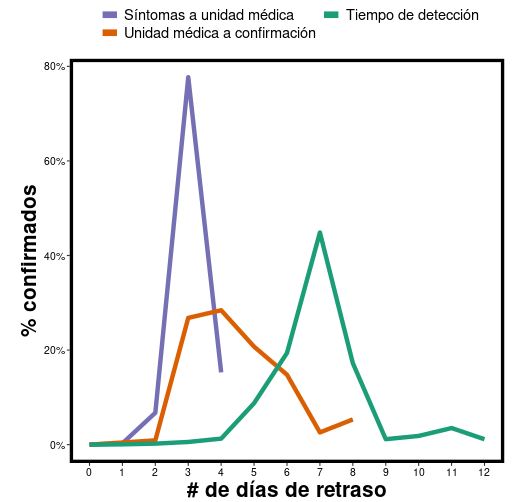 Síntomas a unidad médica
Tiempo de detección
Unidad médica a confirmación
80%
60%
40%
20%
0%
% confirmados
0 1 2 3 4 5 6 7 8 9 10 11 12
# de días de retraso